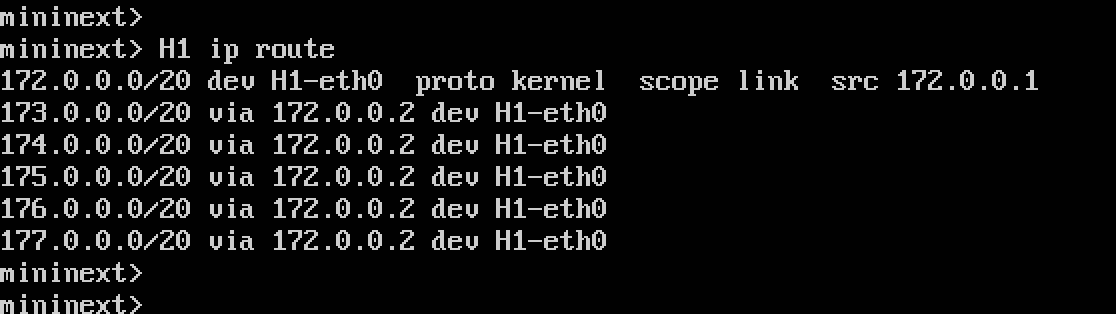 mininext>
mininext> H1 ip route
172.0.0.0/20 dev H1-eth0  proto kernel  scope link  src 172.0.0.1
173.0.0.0/20 via 172.0.0.2 dev H1-eth0
174.0.0.0/20 via 172.0.0.2 dev H1-eth0
175.0.0.0/20 via 172.0.0.2 dev H1-eth0
176.0.0.0/20 via 172.0.0.2 dev H1-eth0
177.0.0.0/20 via 172.0.0.2 dev H1-eth0
mininext>
mininext>